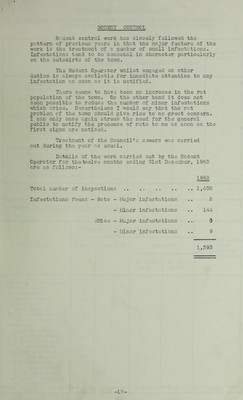 RODENT CONTROL
Rodent control work has closely followed the
pattern of previous years in that the major feature of the
work is the treatment of a number of small infestations.
Infestations tend to be seasonal in character particularly
on the outskirts of the town.
The Rodent Operator whilst engaged on other
duties is always available for immediate attention to any
infestation as soon as it is notified.
There seems to have been no increase in the rat
population of the town. On the other hand it does not
seem possible to reduce the number of minor infestations
which arise. Nevertheless I would say that the rat
problem of the town should give rise to no great concern.
I can only once again stress the need for the general
public to notify the presence of rats to me as soon as the
first signs are noticed.
Treatment of the Council's sewers was carried
out during the year as usual.
Details of the work carried out by the Rodent
Operator for the twelve months ending 31st December, 1963
are as follows:-
1963
Total number of inspections .. .. .. .. .. 1,408
Infestations found - Rats - Major infestations .. 
- Minor infestations .. 144
Mice - Major infestations ..
- Minor infestations .. 9
-19-